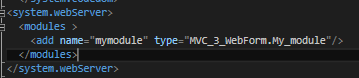 <system.webServer>
<modules >
<add name="mymodule" type="MVC_3_WebForm.My_module"/>
</modules>
</system.webServer>